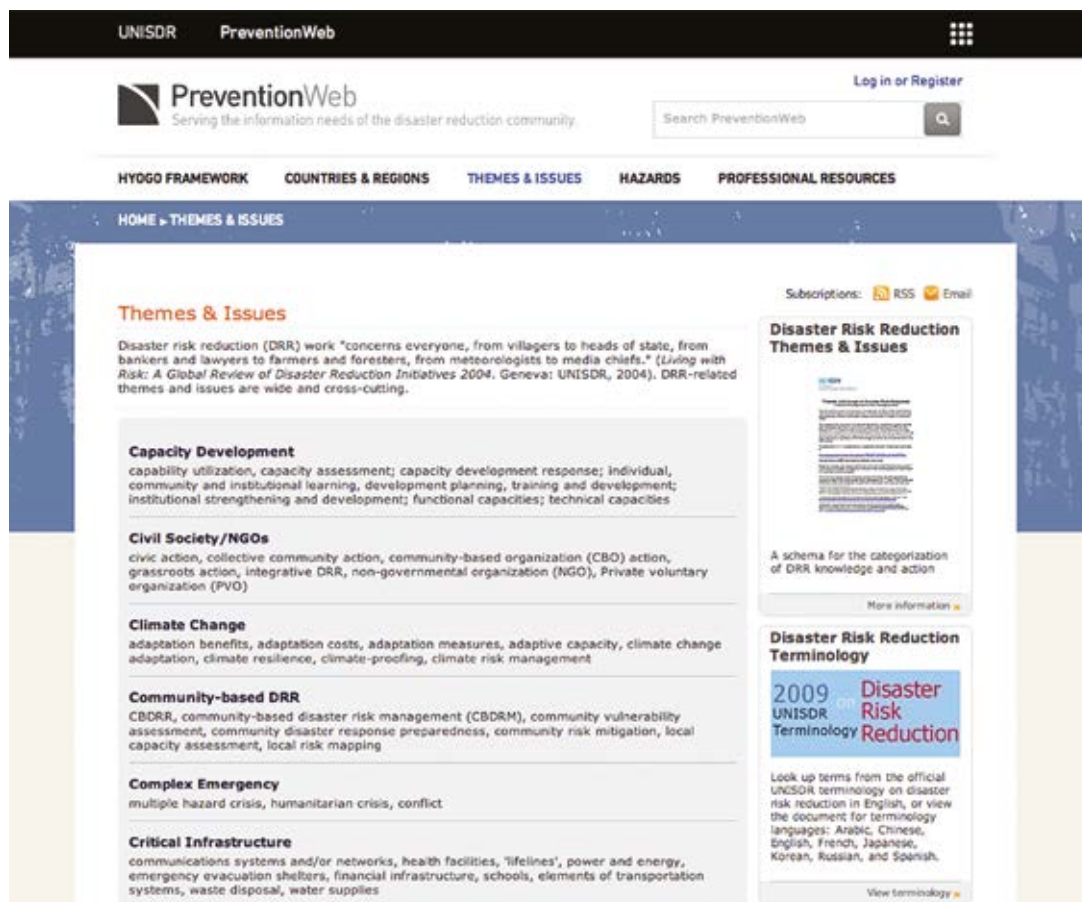 UNISDR PreventionWeb
PreventionWeb
Serving the information needs of the disaster reduction community.
Log in or Register
Search PreventionWeb
HYOGO FRAMEWORK COUNTRIES & REGIONS THEMES & ISSUES HAZARDS PROFESSIONAL RESOURCES
HOME ▸ THEMES & ISSUES
Subscriptions: RSS Email
Themes & Issues
Disaster risk reduction (DRR) work "concerns everyone, from villagers to heads of state, from
bankers and lawyers to farmers and foresters, from meteorologists to media chiefs." (Living with
Risk: A Global Review of Disaster Reduction Initiatives 2004. Geneva: UNISDR, 2004). DRR-related
themes and issues are wide and cross-cutting.
Capacity Development
capability utilization, capacity assessment; capacity development response; individual,
community and institutional learning, development planning, training and development;
institutional strengthening and development; functional capacities; technical capacities
Civil Society/NGOs
civic action, collective community action, community-based organization (CBO) action,
grassroots action, integrative DRR, non-governmental organization (NGO), Private voluntary
organization (PVO)
Climate Change
adaptation benefits, adaptation costs, adaptation measures, adaptive capacity, climate change
adaptation, climate resilience, climate-proofing, climate risk management
Community-based DRR
CBDRR, community-based disaster risk management (CBDRM), community vulnerability
assessment, community disaster response preparedness, community risk mitigation, local
capacity assessment, local risk mapping
Complex Emergency
multiple hazard crisis, humanitarian crisis, conflict
Critical Infrastructure
communications systems and/or networks, health facilities, 'lifelines', power and energy,
emergency evacuation shelters, financial infrastructure, schools, elements of transportation
systems, waste disposal, water supplies
Disaster Risk Reduction
Themes & Issues
A schema for the categorization
of DRR knowledge and action
More information
Disaster Risk Reduction
Terminology
2009 on Disaster
UNISDR Risk
Terminology Reduction
Look up terms from the official
UNISDR terminology on disaster
risk reduction in English, or view
the document for terminology
languages: Arabic, Chinese,
English, French, Japanese,
Korean, Russian, and Spanish.
View terminology